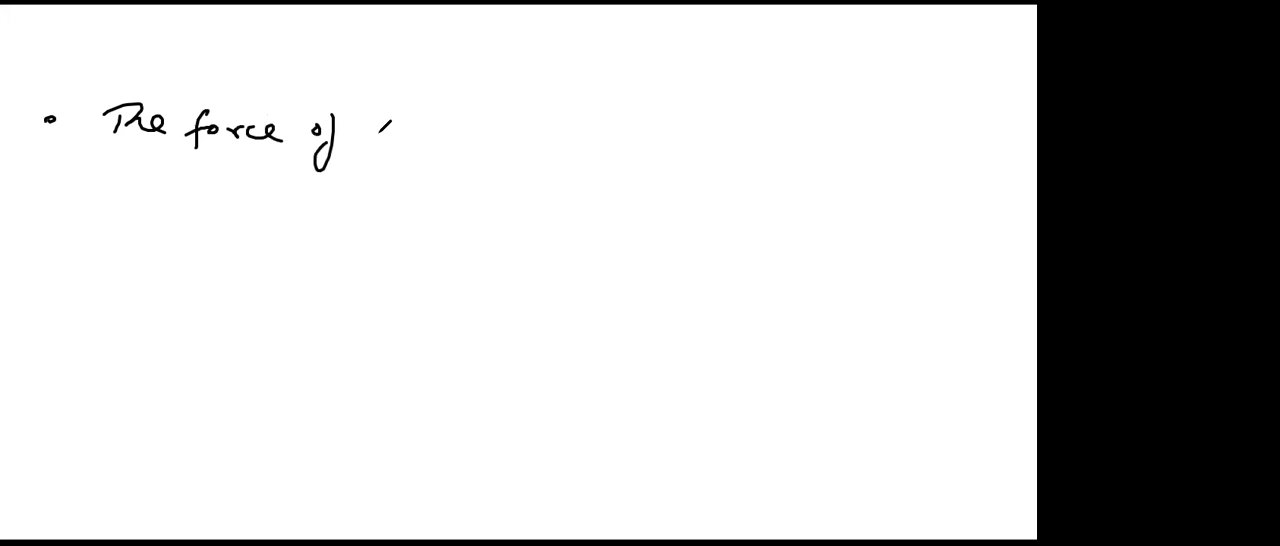 • The force of